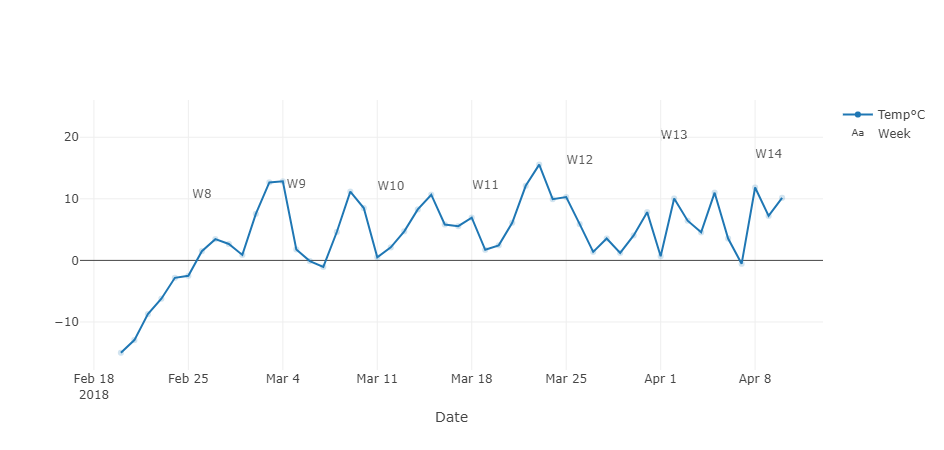 Temp°C
Aa Week
20
10
0
−10
W8
W9
W10
W11
W12
W13
W14
Feb 18
2018
Feb 25
Mar 4
Mar 11
Mar 18
Mar 25
Apr 1
Apr 8
Date